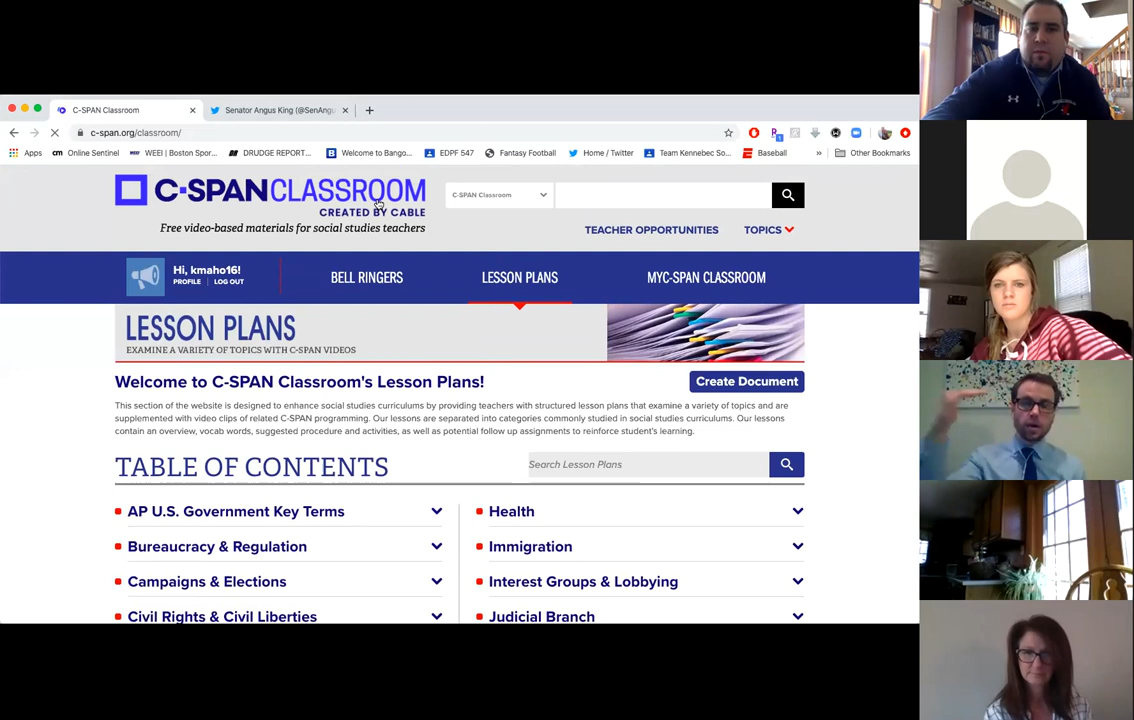 C-SPAN Classroom
Senator Angus King (@SenAngu
c-span.org/classroom/
Apps
cm Online Sentinel
WEEI | Boston Spor...
DRUDGE REPORT...
B Welcome to Bango...
EDPF 547
Fantasy Football
Home / Twitter
Team Kennebec So...
Baseball
»
Other Bookmarks
C-SPANCLASSROOM
CREATED BY CABLE
Free video-based materials for social studies teachers
C-SPAN Classroom
TEACHER OPPORTUNITIES
TOPICS
Hi, kmaho16!
PROFILE | LOG OUT
BELL RINGERS
LESSON PLANS
MYC-SPAN CLASSROOM
LESSON PLANS
EXAMINE A VARIETY OF TOPICS WITH C-SPAN VIDEOS
Welcome to C-SPAN Classroom's Lesson Plans!
Create Document
This section of the website is designed to enhance social studies curriculums by providing teachers with structured lesson plans that examine a variety of topics and are
supplemented with video clips of related C-SPAN programming. Our lessons are separated into categories commonly studied in social studies curriculums. Our lessons
contain an overview, vocab words, suggested procedure and activities, as well as potential follow up assignments to reinforce student's learning.
TABLE OF CONTENTS
Search Lesson Plans
AP U.S. Government Key Terms
Bureaucracy & Regulation
Campaigns & Elections
Civil Rights & Civil Liberties
Health
Immigration
Interest Groups & Lobbying
Judicial Branch